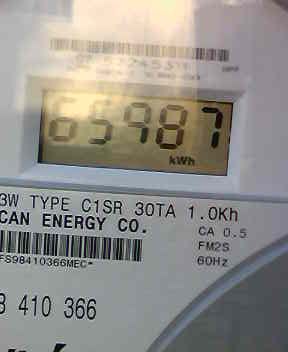 65987
kWh
3W TYPE C1SR 30TA 1.0Kh
CAN ENERGY CO.
CA 0.5
FM2S
60Hz
FS98410366MEC*
8 410 366